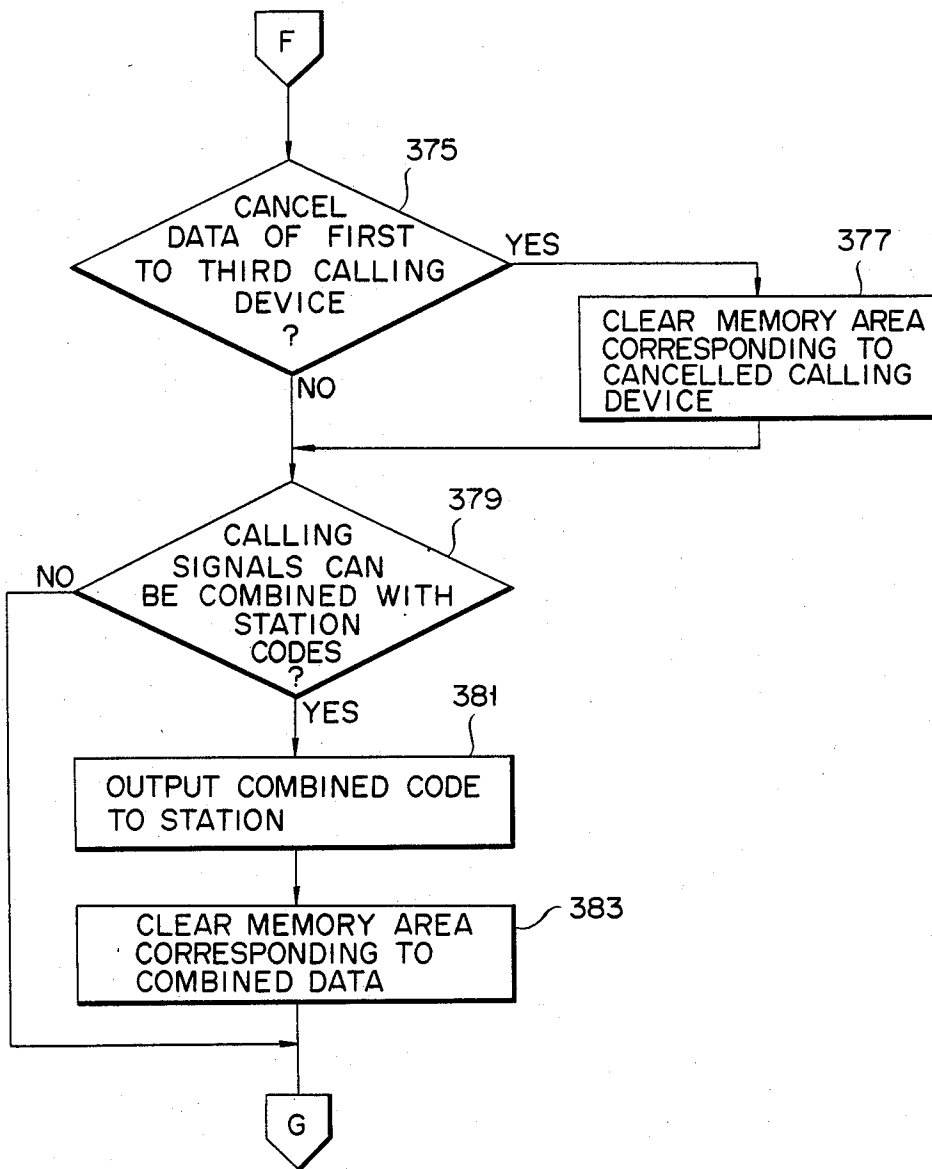 F
375
CANCEL
DATA OF FIRST
TO THIRD CALLING
DEVICE
?
YES
377
CLEAR MEMORY AREA
CORRESPONDING TO
CANCELLED CALLING
DEVICE
NO
379
CALLING
SIGNALS CAN
BE COMBINED WITH
STATION
CODES
?
NO
YES
381
OUTPUT COMBINED CODE
TO STATION
383
CLEAR MEMORY AREA
CORRESPONDING TO
COMBINED DATA
G